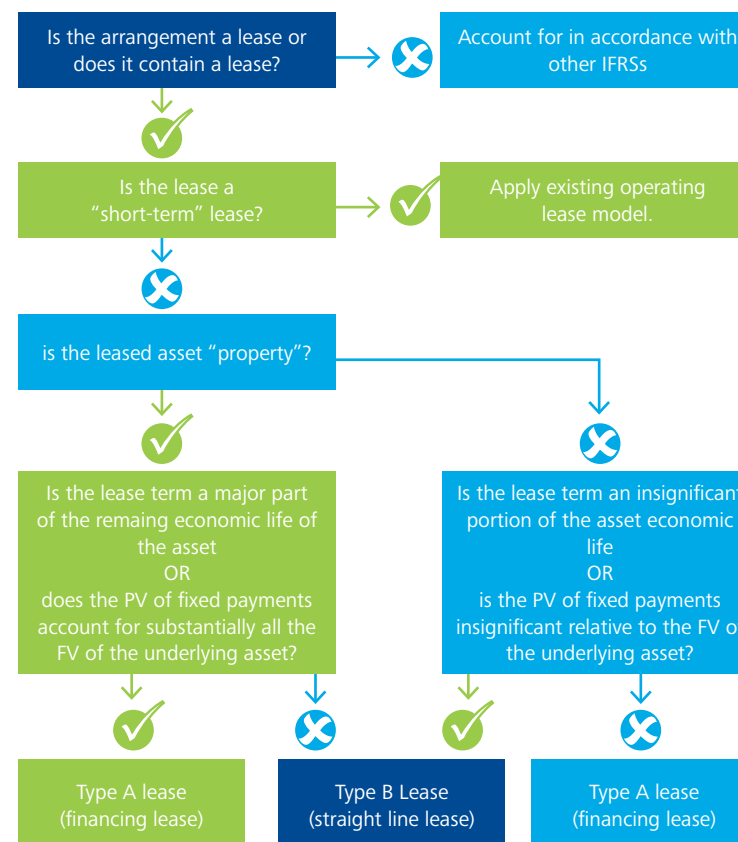 Is the arrangement a lease or
does it contain a lease?
Account for in accordance with
other IFRSs
Is the lease a
“short-term” lease?
Apply existing operating
lease model.
is the leased asset “property”?
Is the lease term a major part
of the remaing economic life of
the asset
OR
does the PV of fixed payments
account for substantially all the
FV of the underlying asset?
Is the lease term an insignificant
portion of the asset economic
life
OR
is the PV of fixed payments
insignificant relative to the FV o
the underlying asset?
Type A lease
(financing lease)
Type B Lease
(straight line lease)
Type A lease
(financing lease)